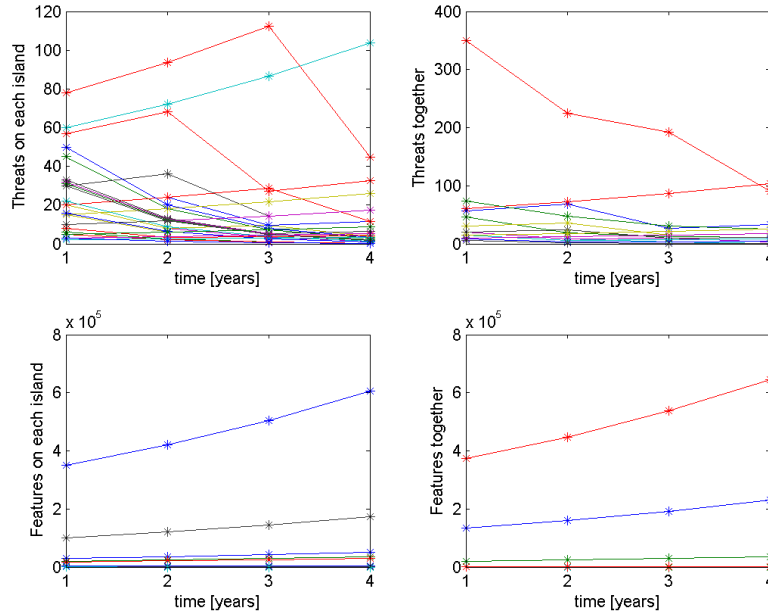 120
100
80
60
40
20
0
Threats on each island
1 2 3 4
time [years]
400
300
200
100
0
Threats together
1 2 3 4
time [years]
x 10^5
8
6
4
2
0
Features on each island
1 2 3 4
time [years]
x 10^5
8
6
4
2
0
Features together
1 2 3 4
time [years]